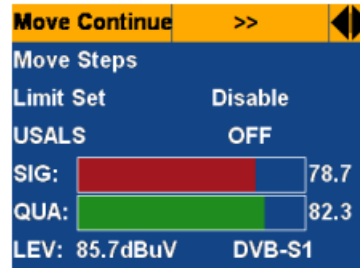 Move Continue >>
Move Steps
Limit Set Disable
USALS OFF
SIG: 78.7
QUA: 82.3
LEV: 85.7dBuV DVB-S1